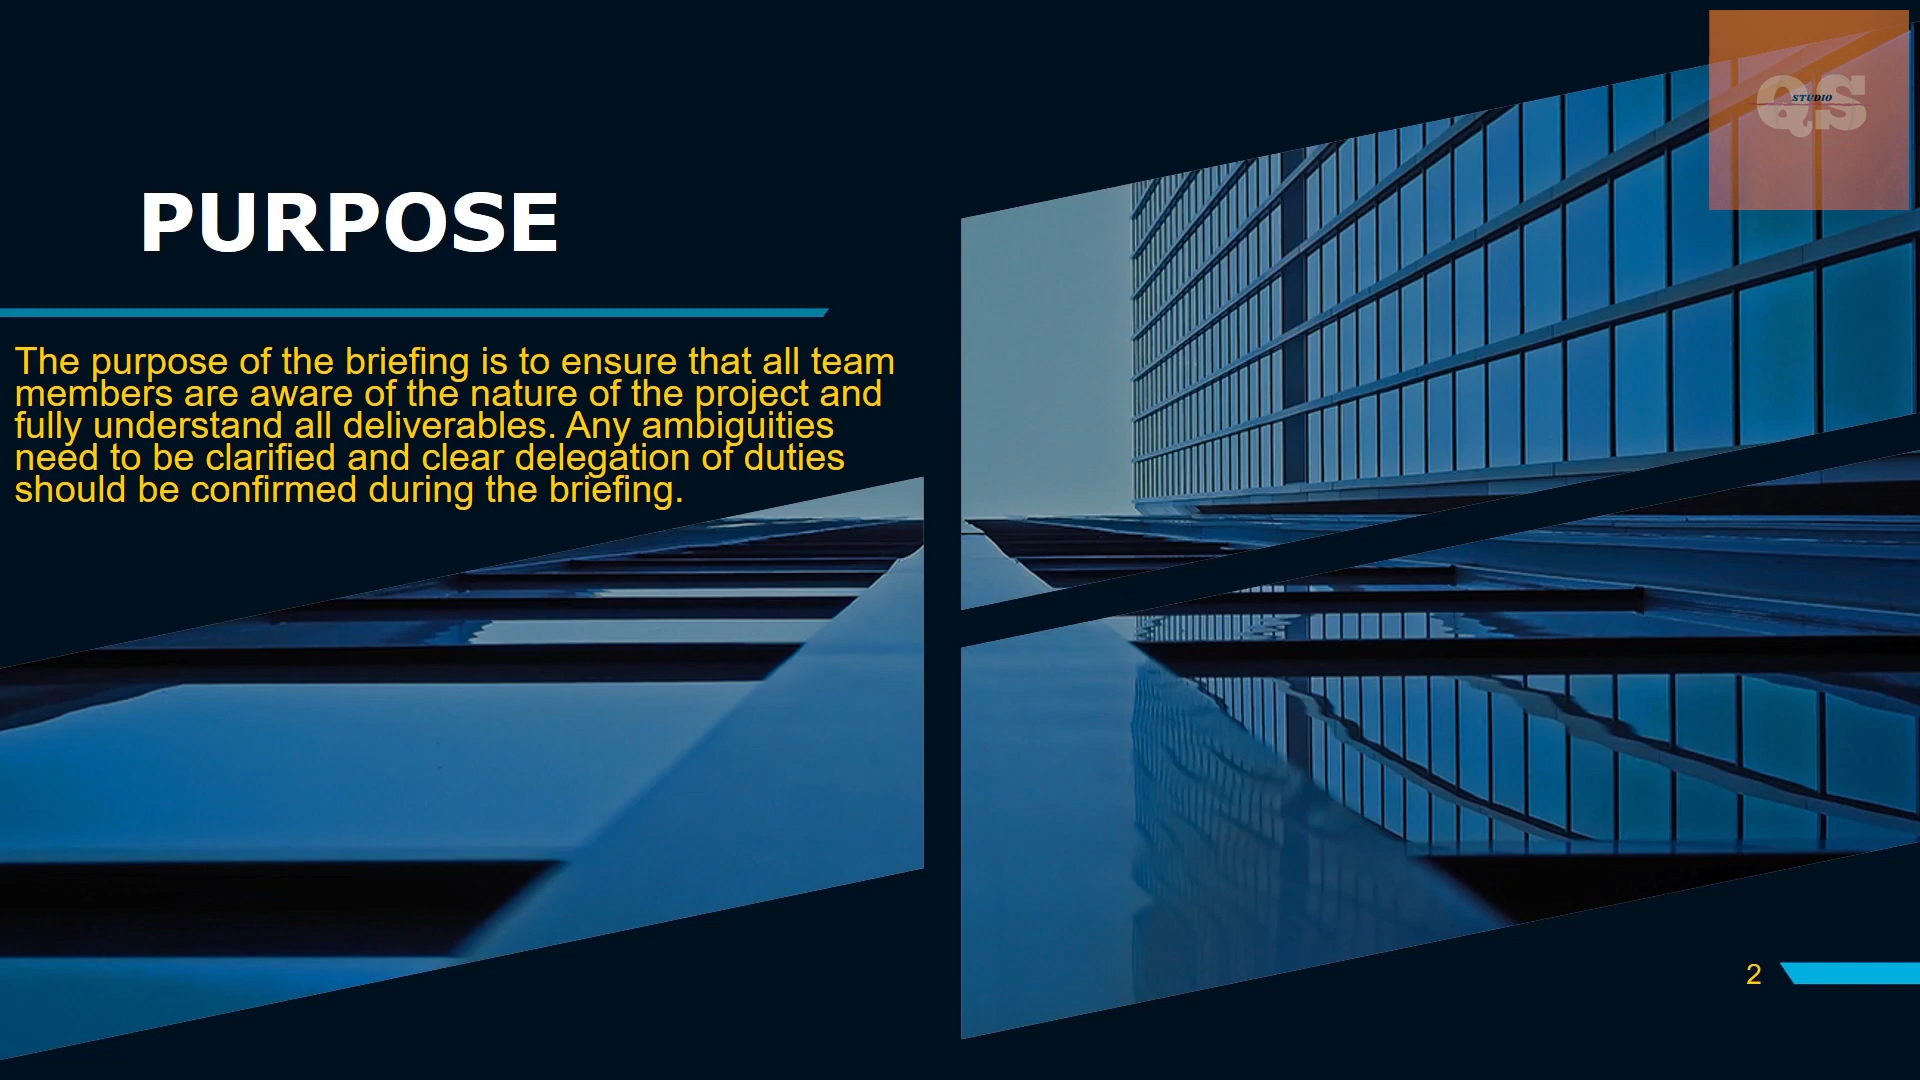 QS
STUDIO
PURPOSE
The purpose of the briefing is to ensure that all team
members are aware of the nature of the project and
fully understand all deliverables. Any ambiguities
need to be clarified and clear delegation of duties
should be confirmed during the briefing.
2